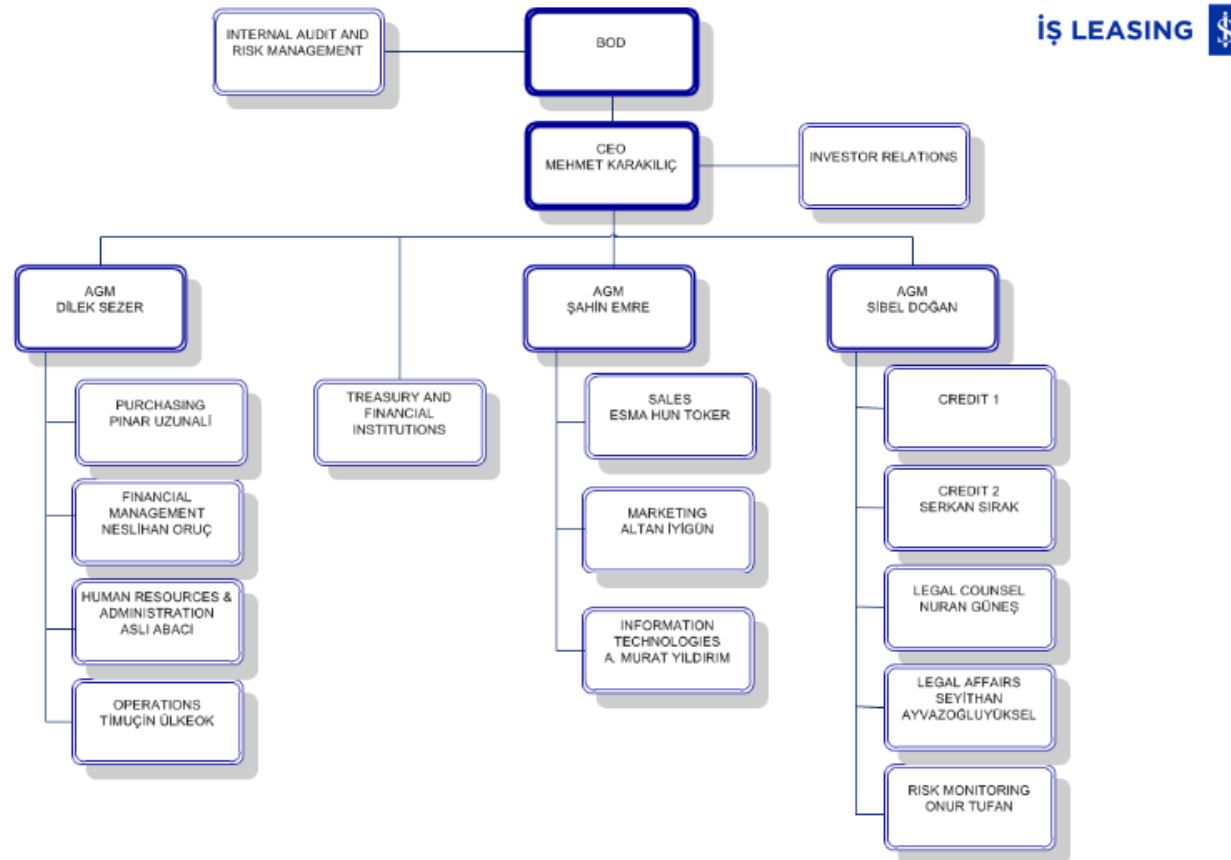 İŞ LEASING
INTERNAL AUDIT AND
RISK MANAGEMENT
BOD
CEO
MEHMET KARAKILIÇ
INVESTOR RELATIONS
AGM
DİLEK SEZER
AGM
ŞAHİN EMRE
AGM
SİBEL DOĞAN
PURCHASING
PINAR UZUNALİ
FINANCIAL
MANAGEMENT
NESLİHAN ORUÇ
HUMAN RESOURCES &
ADMINISTRATION
ASLI ABACI
OPERATIONS
TİMUÇİN ÜLKEOK
TREASURY AND
FINANCIAL
INSTITUTIONS
SALES
ESMA HUN TOKER
MARKETING
ALTAN İYİGÜN
INFORMATION
TECHNOLOGIES
A. MURAT YILDIRIM
CREDIT 1
CREDIT 2
SERKAN SIRAK
LEGAL COUNSEL
NURAN GÜNEŞ
LEGAL AFFAIRS
SEYİTHAN
AYVAZOĞLUYÜKSEL
RISK MONITORING
ONUR TUFAN